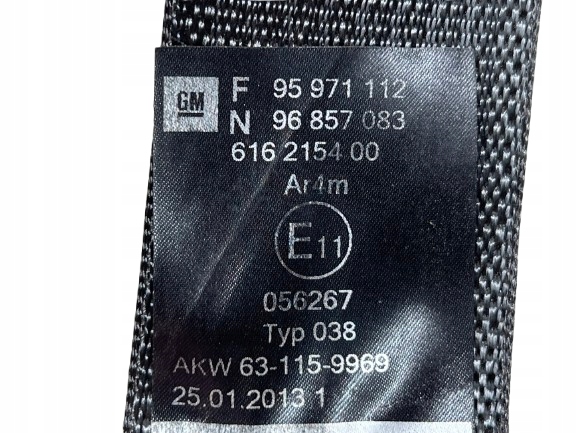 GM F 95 971 112
N 96 857 083
616 2154 00
Ar4m
E11
056267
Typ 038
AKW 63-115-9969
25.01.2013 1